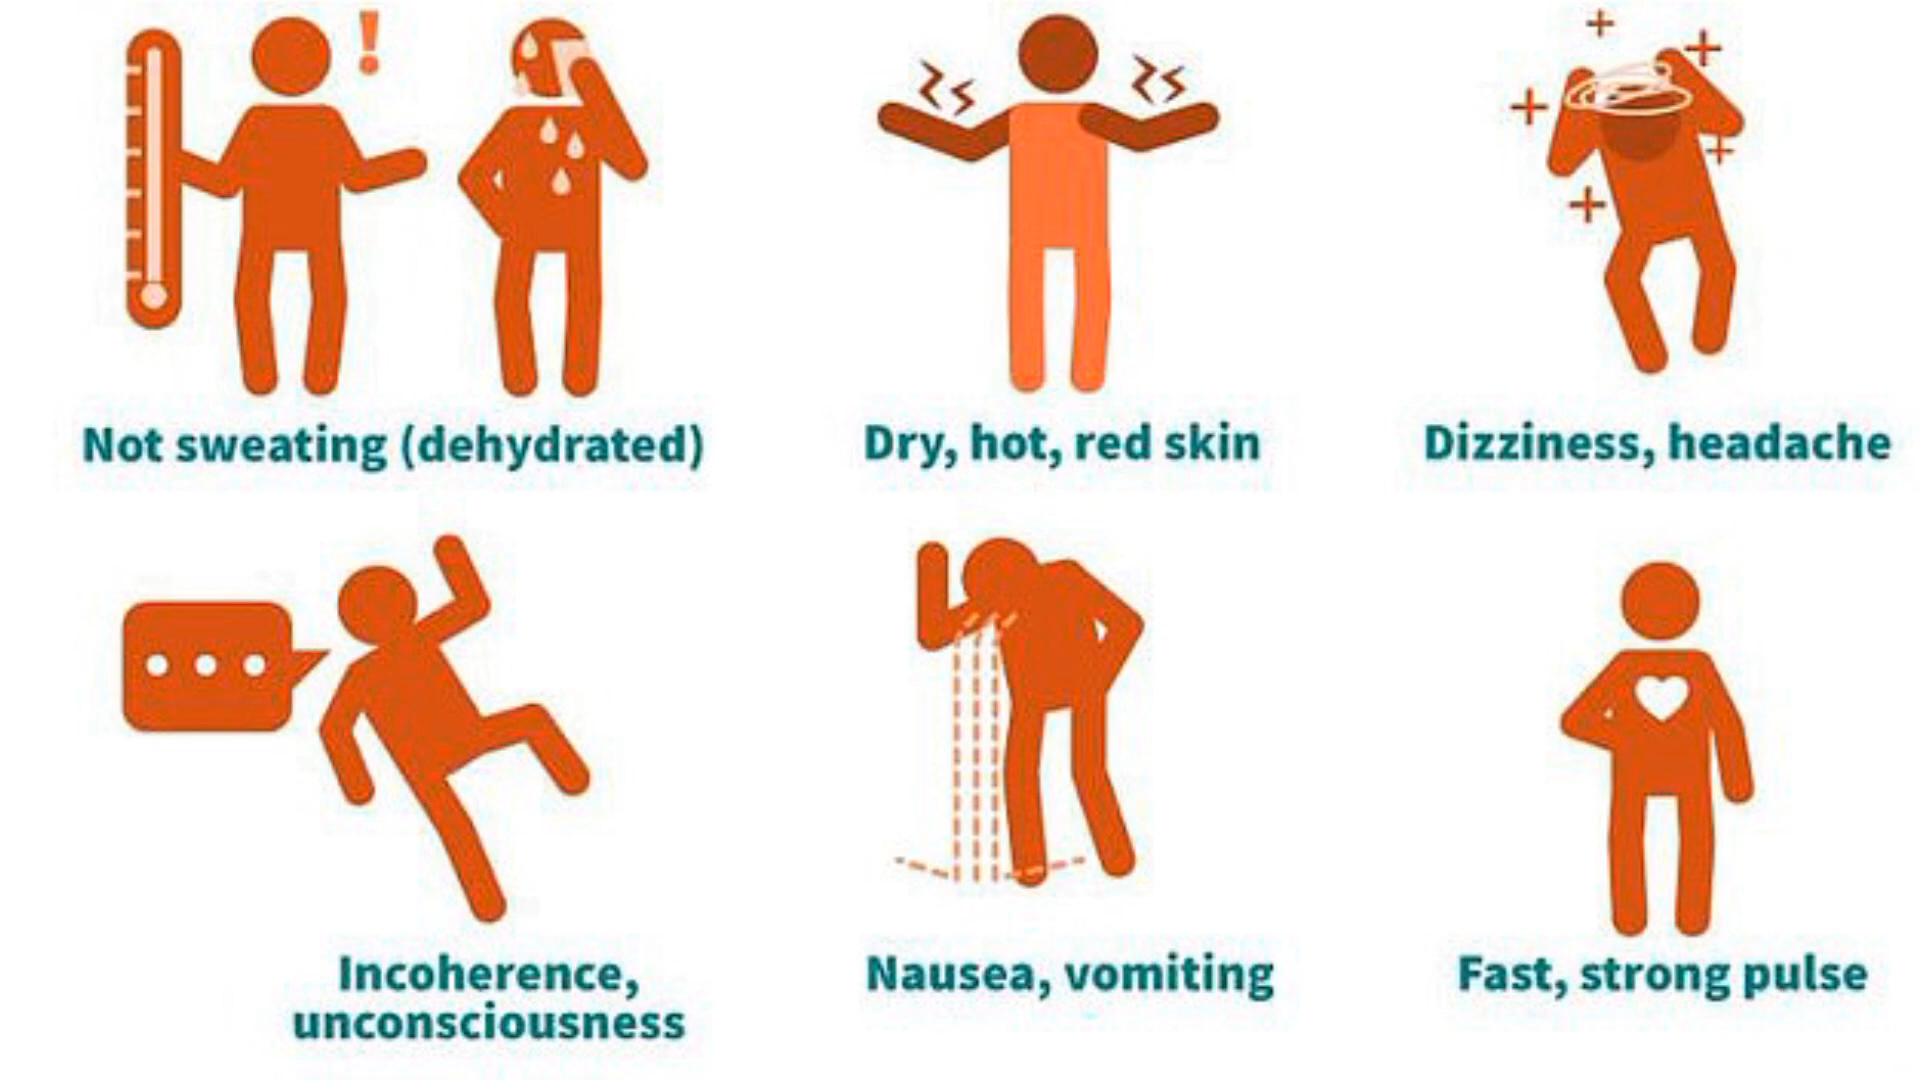 Not sweating (dehydrated)
Dry, hot, red skin
Dizziness, headache
Incoherence,
unconsciousness
Nausea, vomiting
Fast, strong pulse